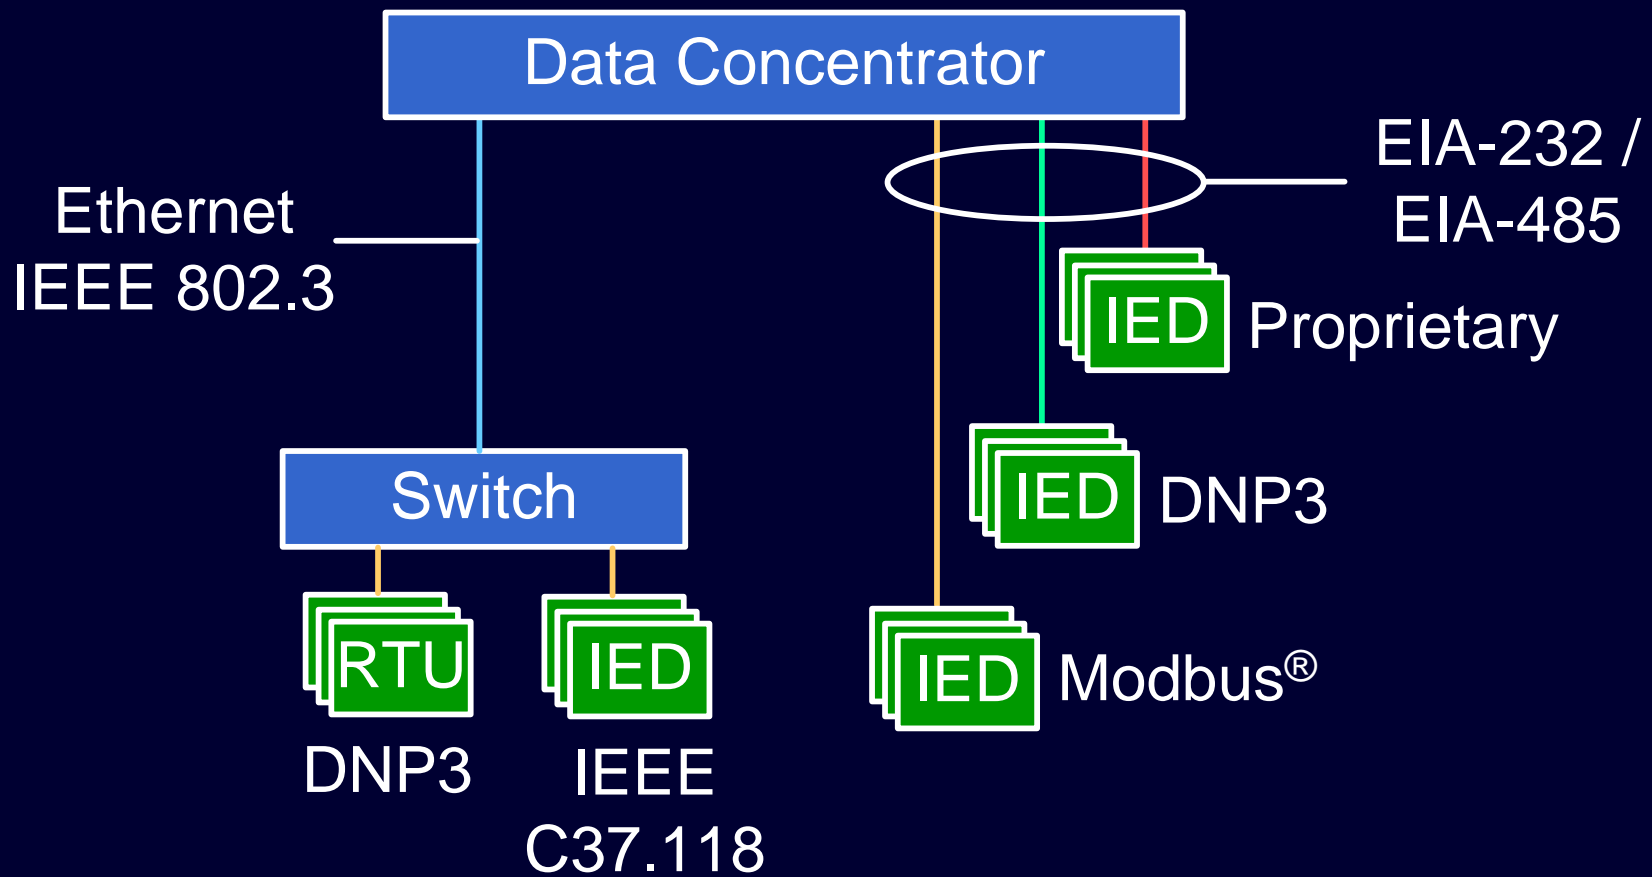 Data Concentrator
EIA-232 /
EIA-485
Ethernet
IEEE 802.3
IED
Proprietary
Switch
IED
DNP3
RTU
IED
IED
Modbus®
DNP3
IEEE
C37.118